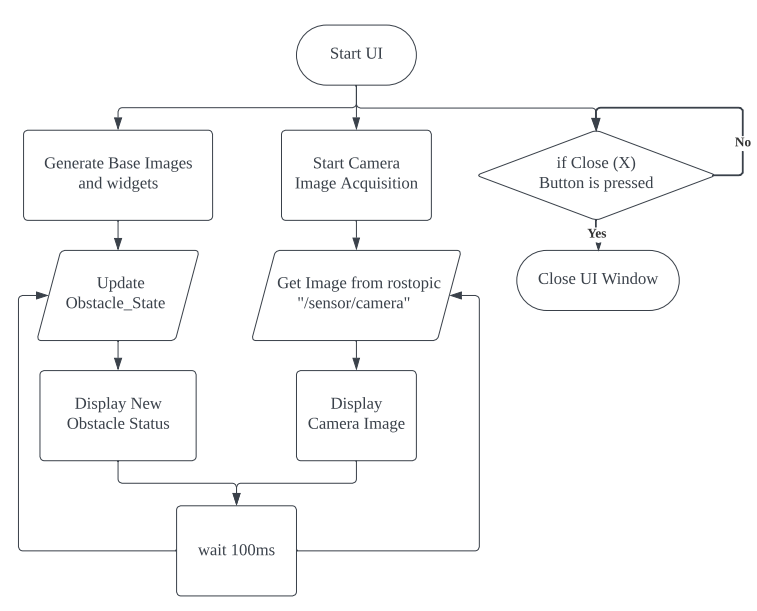 Start UI
Generate Base Images
and widgets
Start Camera
Image Acquisition
if Close (X)
Button is pressed
No
Yes
Update
Obstacle_State
Get Image from rostopic
"/sensor/camera"
Close UI Window
Display New
Obstacle Status
Display
Camera Image
wait 100ms